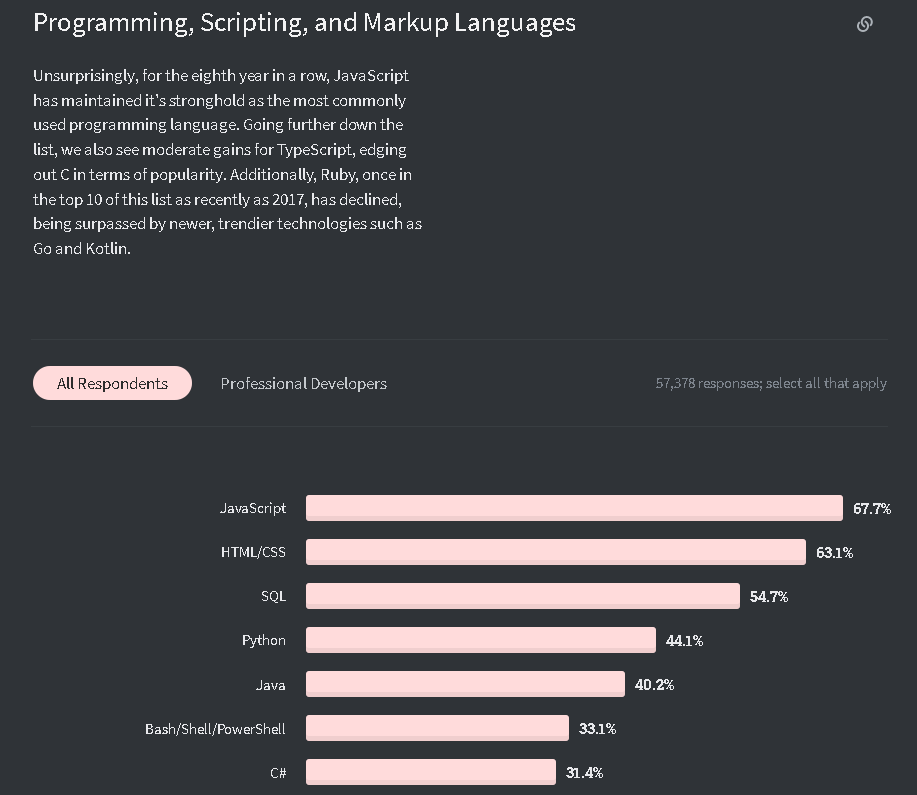 Programming, Scripting, and Markup Languages
Unsurprisingly, for the eighth year in a row, JavaScript
has maintained it's stronghold as the most commonly
used programming language. Going further down the
list, we also see moderate gains for TypeScript, edging
out C in terms of popularity. Additionally, Ruby, once in
the top 10 of this list as recently as 2017, has declined,
being surpassed by newer, trendier technologies such as
Go and Kotlin.
All Respondents Professional Developers 57,378 responses; select all that apply
JavaScript 67.7%
HTML/CSS 63.1%
SQL 54.7%
Python 44.1%
Java 40.2%
Bash/Shell/PowerShell 33.1%
C# 31.4%